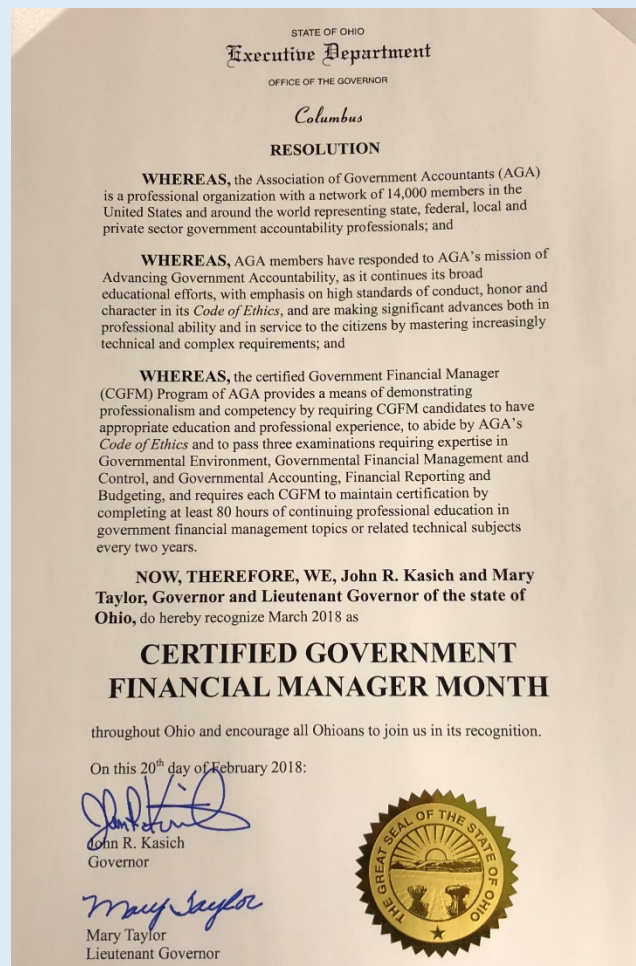 STATE OF OHIO
Executive Department
OFFICE OF THE GOVERNOR
Columbus
RESOLUTION
WHEREAS, the Association of Government Accountants (AGA)
is a professional organization with a network of 14,000 members in the
United States and around the world representing state, federal, local and
private sector government accountability professionals; and
WHEREAS, AGA members have responded to AGA's mission of
Advancing Government Accountability, as it continues its broad
educational efforts, with emphasis on high standards of conduct, honor and
character in its Code of Ethics, and are making significant advances both in
professional ability and in service to the citizens by mastering increasingly
technical and complex requirements; and
WHEREAS, the certified Government Financial Manager
(CGFM) Program of AGA provides a means of demonstrating
professionalism and competency by requiring CGFM candidates to have
appropriate education and professional experience, to abide by AGA's
Code of Ethics and to pass three examinations requiring expertise in
Governmental Environment, Governmental Financial Management and
Control, and Governmental Accounting, Financial Reporting and
Budgeting, and requires each CGFM to maintain certification by
completing at least 80 hours of continuing professional education in
government financial management topics or related technical subjects
every two years.
NOW, THEREFORE, WE, John R. Kasich and Mary
Taylor, Governor and Lieutenant Governor of the state of
Ohio, do hereby recognize March 2018 as
CERTIFIED GOVERNMENT
FINANCIAL MANAGER MONTH
throughout Ohio and encourage all Ohioans to join us in its recognition.
On this 20th day of February 2018:
John R. Kasich
Governor
Mary Taylor
Mary Taylor
Lieutenant Governor
THE GREAT SEAL OF THE STATE OF OHIO